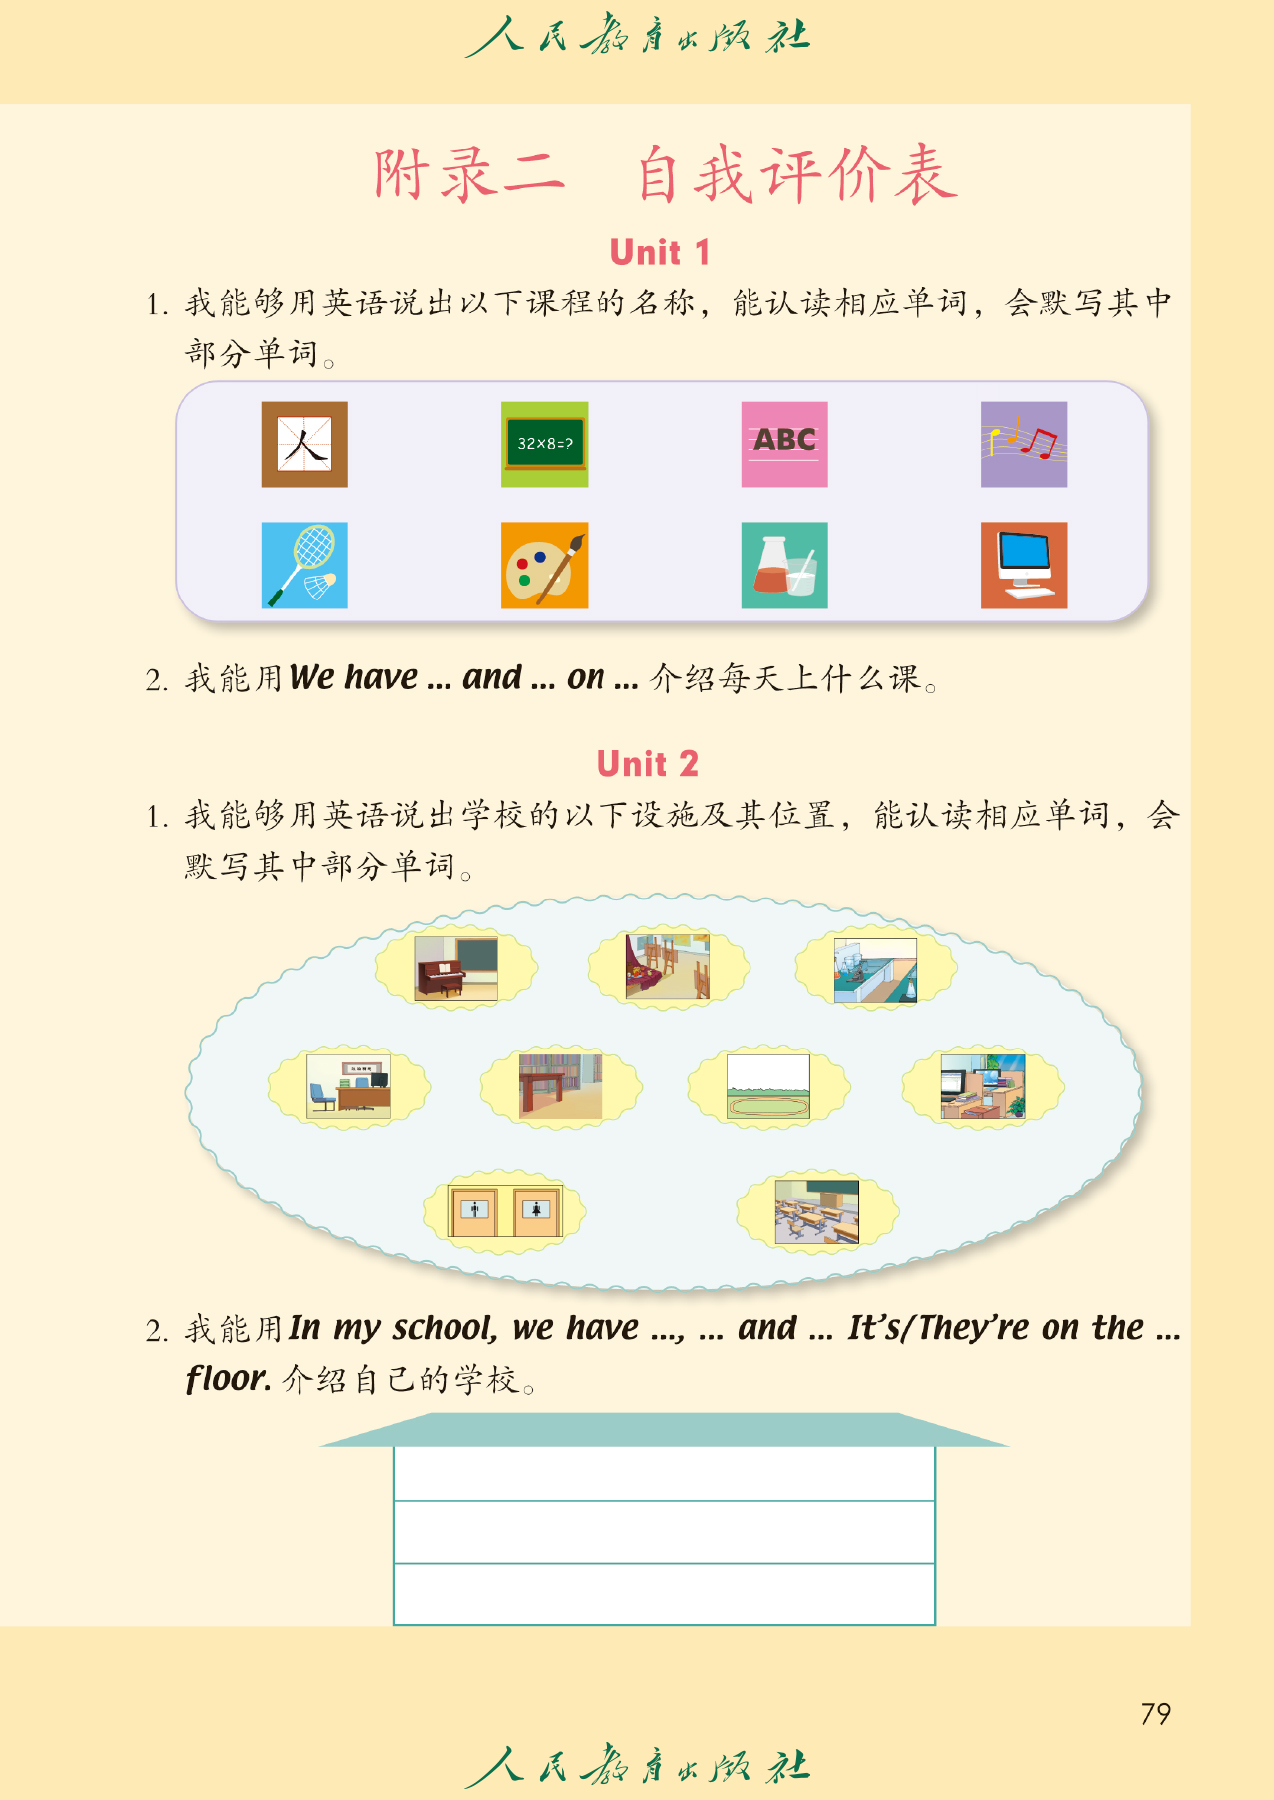 人民教育出版社
附录二 自我评价表
Unit 1
1. 我能够用英语说出以下课程的名称，能认读相应单词，会默写其中
部分单词。
人
32×8=?
ABC
2. 我能用We have ... and ... on ... 介绍每天上什么课。
Unit 2
1. 我能够用英语说出学校的以下设施及其位置，能认读相应单词，会
默写其中部分单词。
2. 我能用In my school, we have ..., ... and ... It’s/They’re on the ...
floor. 介绍自己的学校。
79
人民教育出版社